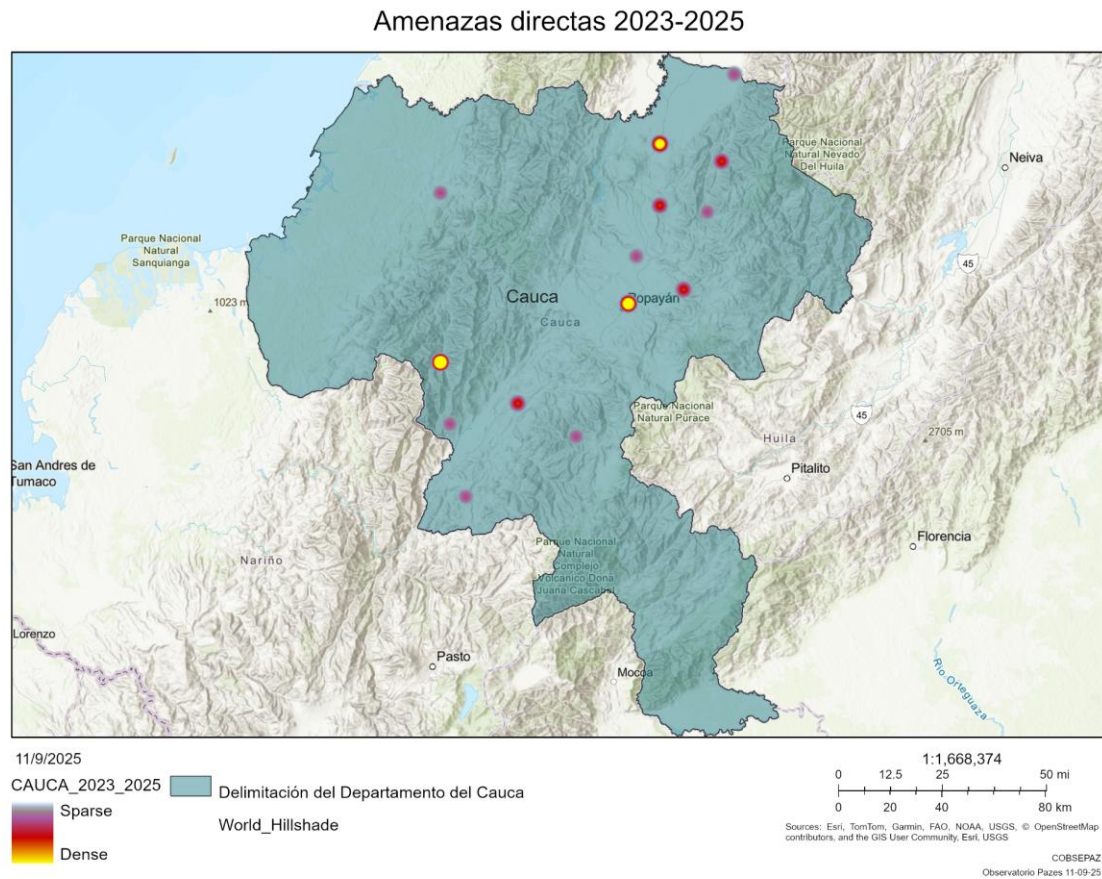 Amenazas directas 2023-2025
Parque Nacional
Natural Nevado
Del Huila
Neiva
Parque Nacional
Natural
Sanquianga
45
1023 m
Cauca
Popayán
Cauca
Parque Nacional
Natural Purace
45
2705 m
Huila
San Andres de
Tumaco
Pitalito
Florencia
Parque Nacional
Natural
Complejo
Volcanico Dona
Juana Cascabel
Nariño
Lorenzo
Pasto
Mocoa
Rio Orteguaza
11/9/2025
1:1,668,374
0 12.5 25 50 mi
0 20 40 80 km
CAUCA_2023_2025
Sparse
Dense
Delimitación del Departamento del Cauca
World_Hillshade
Sources: Esri, TomTom, Garmin, FAO, NOAA, USGS, © OpenStreetMap
contributors, and the GIS User Community, Esri, USGS
COBSEPAZ
Observatorio Pazes 11-09-25